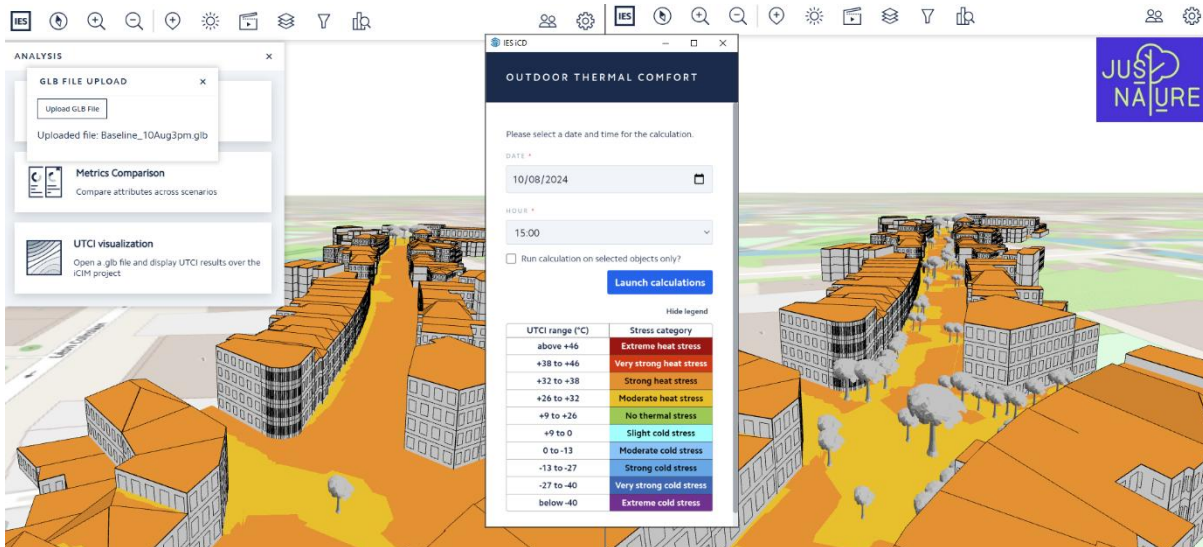 IES
IES
ANALYSIS
GLB FILE UPLOAD
Upload GLB File
Uploaded file: Baseline_10Aug3pm.glb
Metrics Comparison
Compare attributes across scenarios
UTCI visualization
Open a .glb file and display UTCI results over the
iCIM project
IES iCD
OUTDOOR THERMAL COMFORT
Please select a date and time for the calculation.
DATE *
10/08/2024
HOUR *
15:00
Run calculation on selected objects only?
Launch calculations
Hide legend
UTCI range (°C) Stress category
above +46 Extreme heat stress
+38 to +46 Very strong heat stress
+32 to +38 Strong heat stress
+26 to +32 Moderate heat stress
+9 to +26 No thermal stress
+9 to 0 Slight cold stress
0 to -13 Moderate cold stress
-13 to -27 Strong cold stress
-27 to -40 Very strong cold stress
below -40 Extreme cold stress
JUST
NATURE